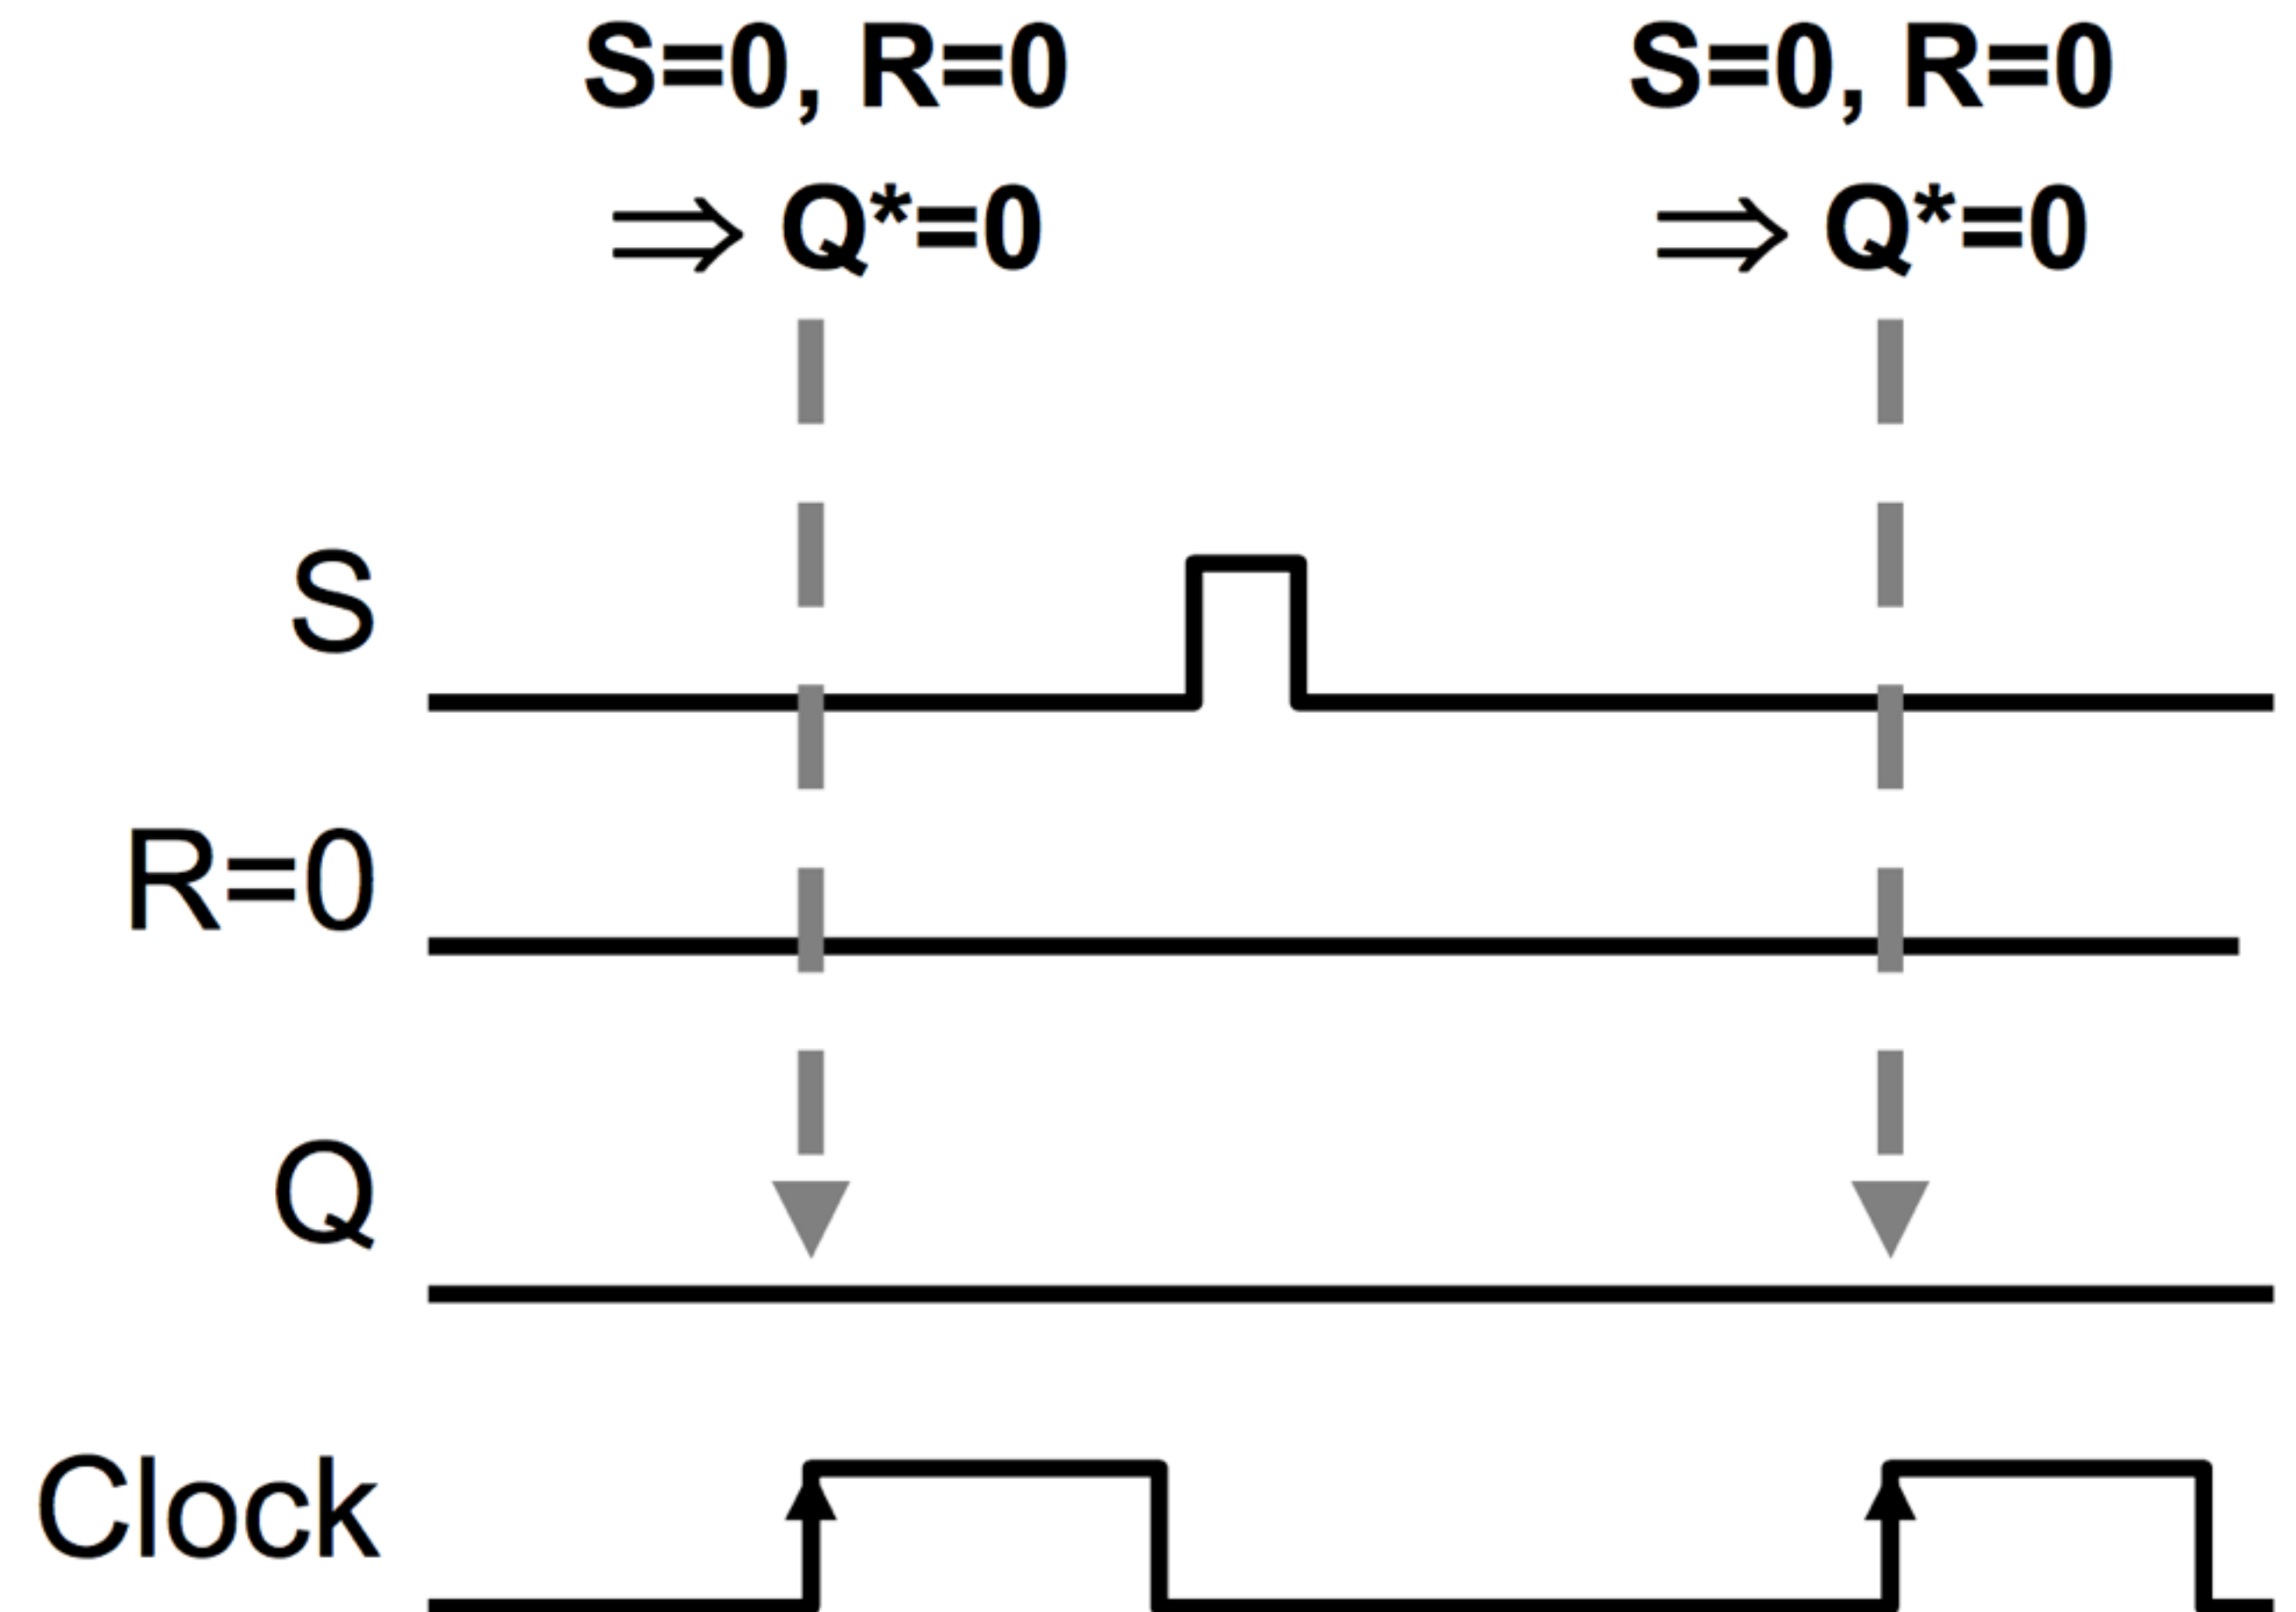 S=0, R=0
⇒ Q*=0
S=0, R=0
⇒ Q*=0
S
R=0
Q
Clock